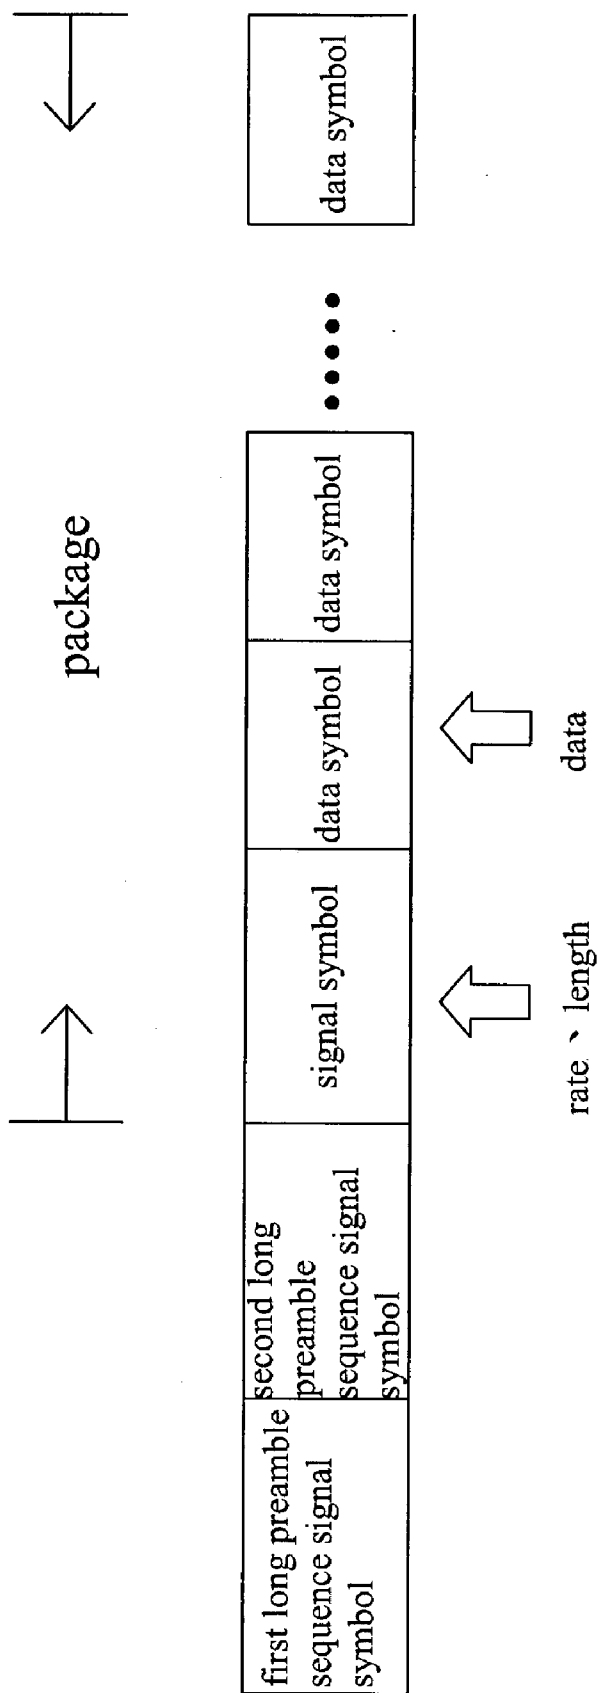 package
first long preamble
sequence signal
symbol
second long
preamble
sequence signal
symbol
signal symbol
data symbol
data symbol
data symbol
rate、length
data